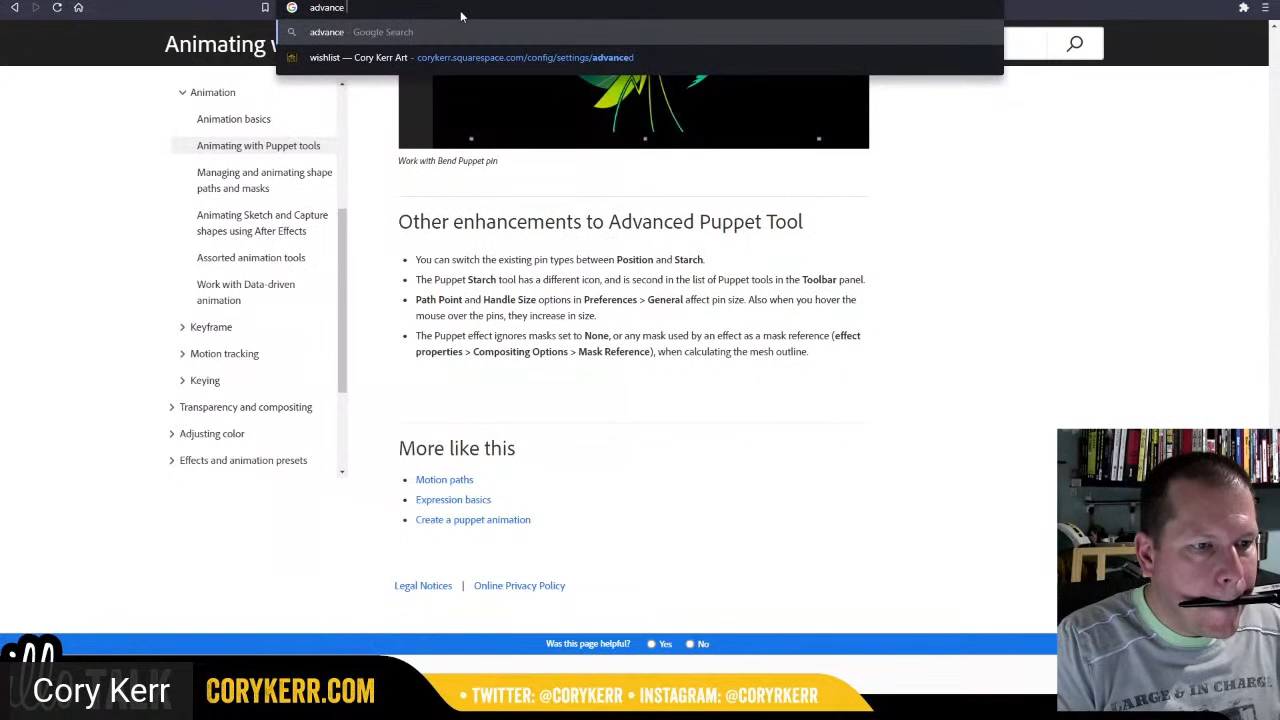 advance
advance - Google Search
wishlist — Cory Kerr Art - corykerr.squarespace.com/config/settings/advanced
Animating w
Animation
Animation basics
Animating with Puppet tools
Managing and animating shape
paths and masks
Animating Sketch and Capture
shapes using After Effects
Assorted animation tools
Work with Data-driven
animation
Keyframe
Motion tracking
Keying
Transparency and compositing
Adjusting color
Effects and animation presets
Work with Bend Puppet pin
Other enhancements to Advanced Puppet Tool
• You can switch the existing pin types between Position and Starch.
• The Puppet Starch tool has a different icon, and is second in the list of Puppet tools in the Toolbar panel.
• Path Point and Handle Size options in Preferences > General affect pin size. Also when you hover the
mouse over the pins, they increase in size.
• The Puppet effect ignores masks set to None, or any mask used by an effect as a mask reference (effect
properties > Compositing Options > Mask Reference), when calculating the mesh outline.
More like this
• Motion paths
• Expression basics
• Create a puppet animation
Legal Notices | Online Privacy Policy
Was this page helpful? Yes No
Cory Kerr
CORYKERR.COM
• TWITTER: @CORYKERR • INSTAGRAM: @CORYRKERR
LARGE & IN CHARGE